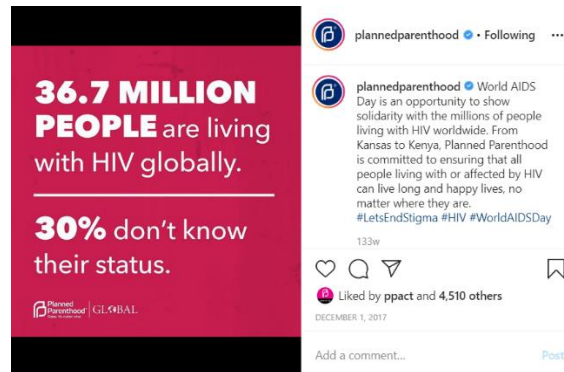 36.7 MILLION
PEOPLE are living
with HIV globally.
30% don't know
their status.
Planned
Parenthood
GLOBAL
plannedparenthood • Following
plannedparenthood World AIDS
Day is an opportunity to show
solidarity with the millions of people
living with HIV worldwide. From
Kansas to Kenya, Planned Parenthood
is committed to ensuring that all
people living with or affected by HIV
can live long and happy lives, no
matter where they are.
#LetsEndStigma #HIV #WorldAIDSDay
133w
Liked by ppact and 4,510 others
DECEMBER 1, 2017
Add a comment...
Post